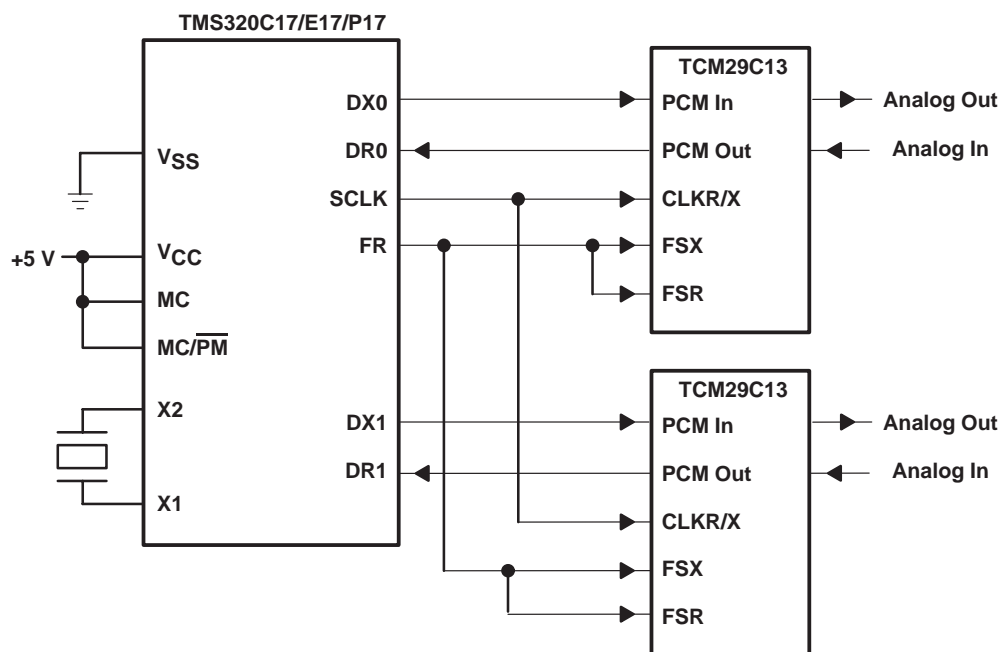 TMS320C17/E17/P17
VSS
+5 V
VCC
MC
MC/PM
X2
X1
DX0
DR0
SCLK
FR
DX1
DR1
TCM29C13
PCM In
PCM Out
CLKR/X
FSX
FSR
Analog Out
Analog In
TCM29C13
PCM In
PCM Out
CLKR/X
FSX
FSR
Analog Out
Analog In